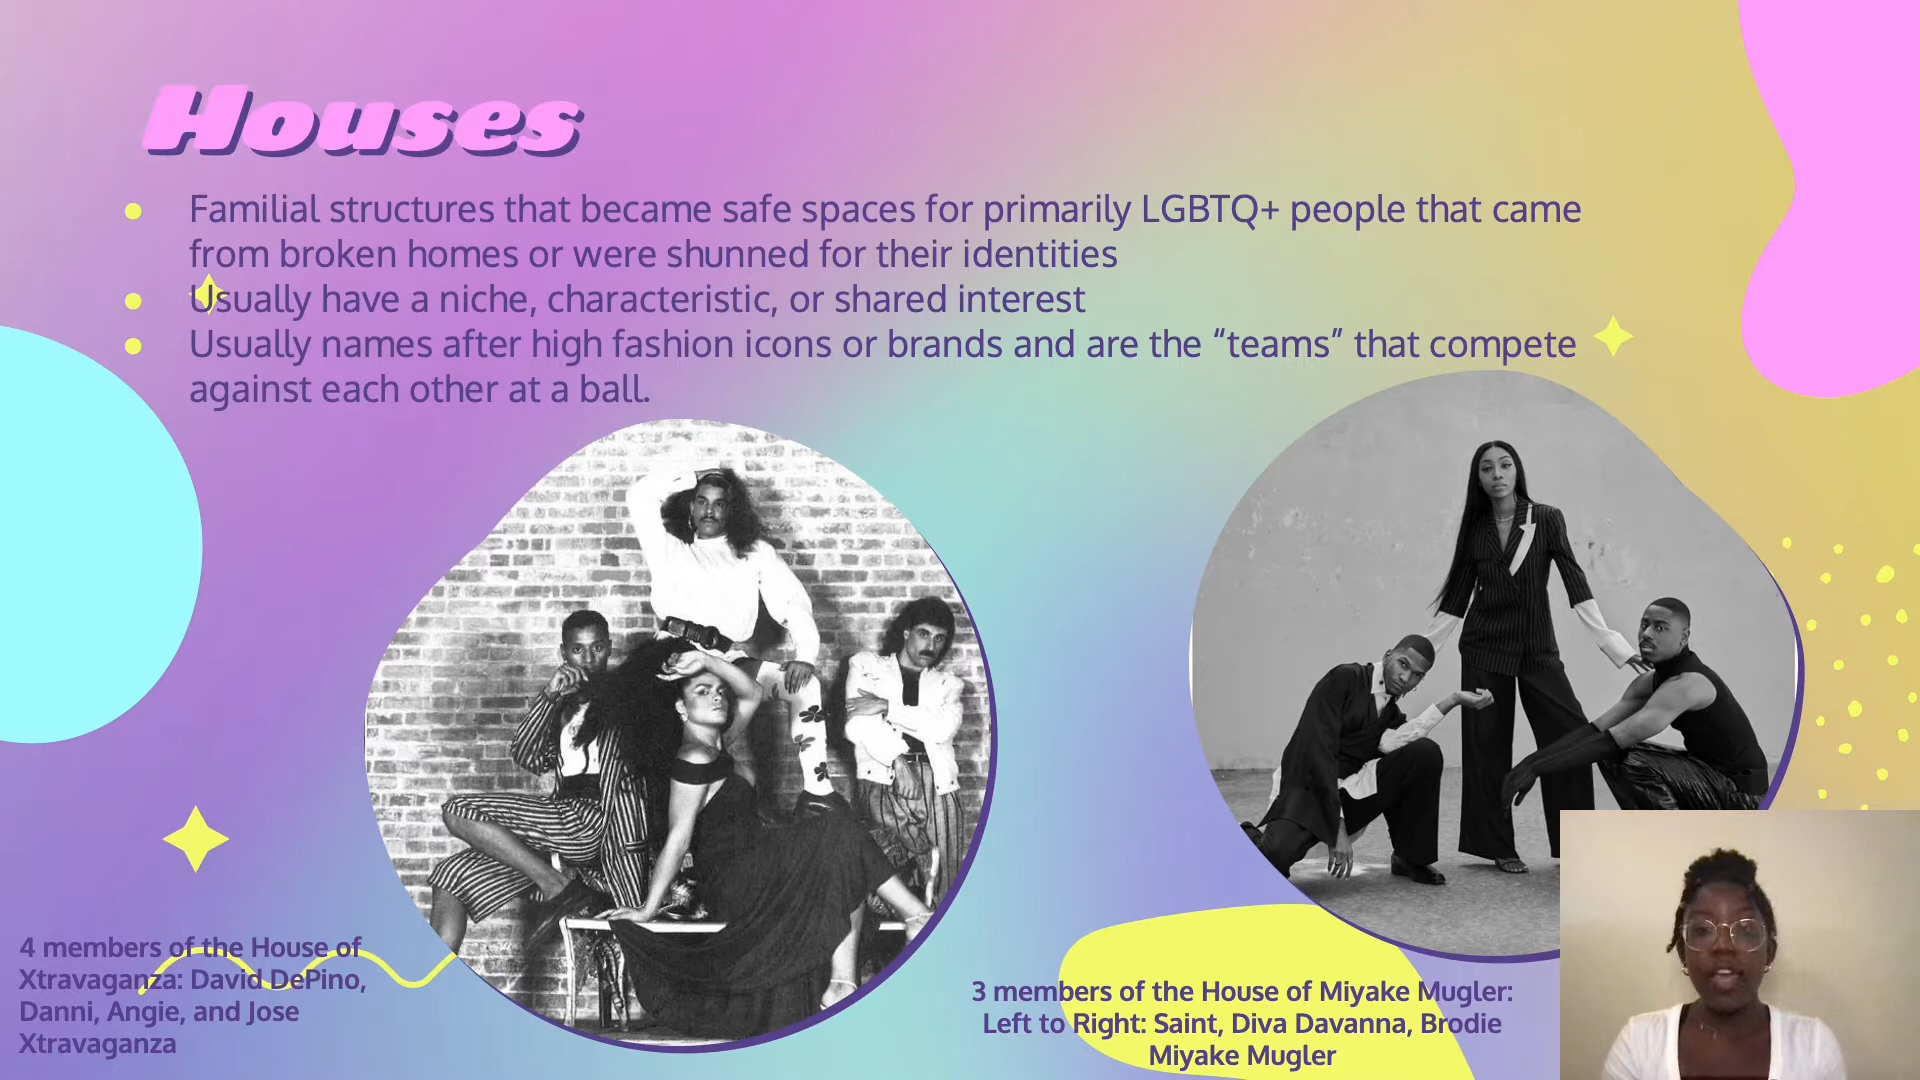 Houses
Familial structures that became safe spaces for primarily LGBTQ+ people that came
from broken homes or were shunned for their identities
Usually have a niche, characteristic, or shared interest
Usually names after high fashion icons or brands and are the “teams” that compete
against each other at a ball.
4 members of the House of
Xtravaganza: David DePino,
Danni, Angie, and Jose
Xtravaganza
3 members of the House of Miyake Mugler:
Left to Right: Saint, Diva Davanna, Brodie
Miyake Mugler